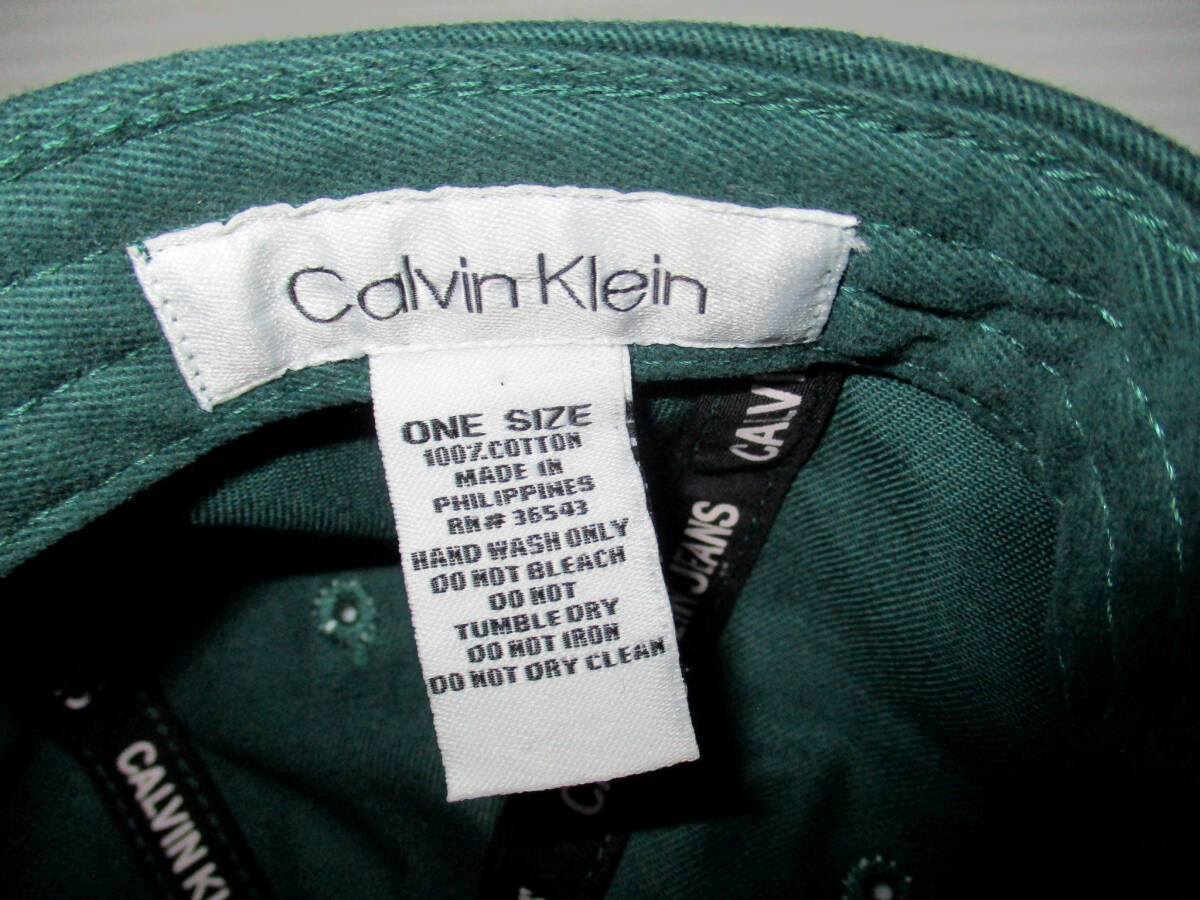 Calvin Klein
ONE SIZE
100% COTTON
MADE IN
PHILIPPINES
RN# 36543
HAND WASH ONLY
DO NOT BLEACH
DO NOT
TUMBLE DRY
DO NOT IRON
DO NOT DRY CLEAN
CALV
JEANS
CALVIN KL